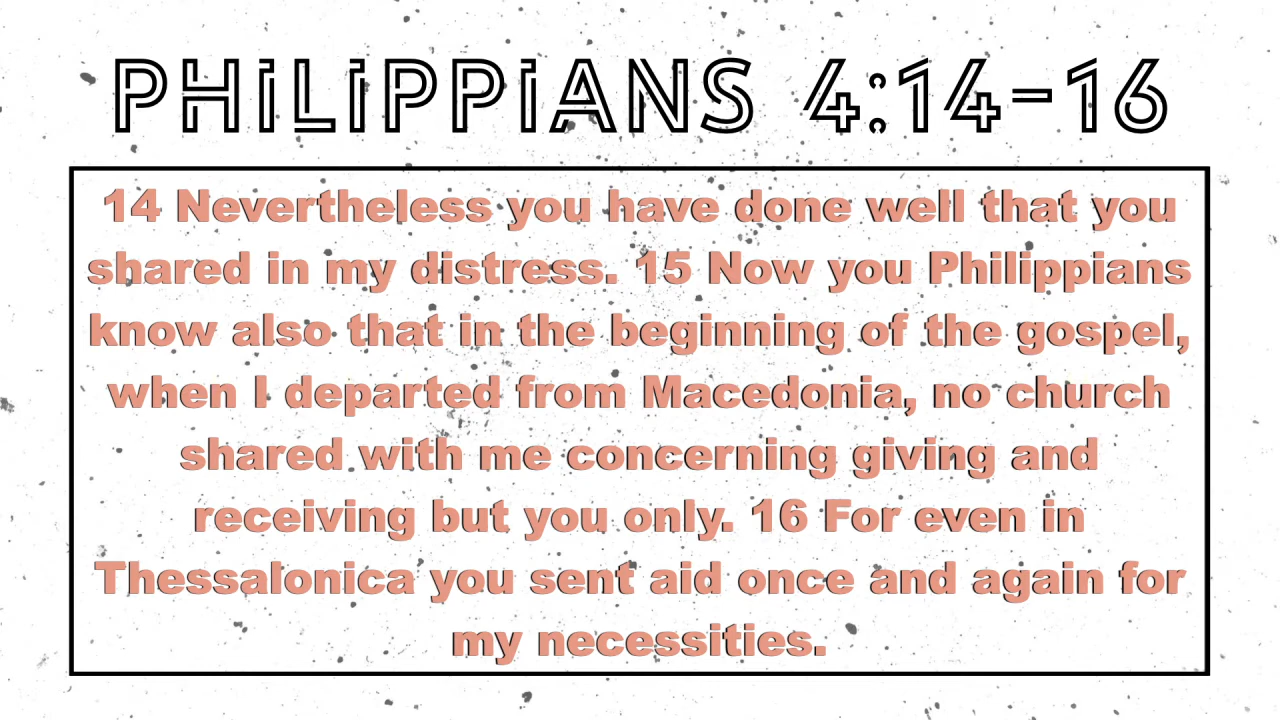 PHILIPPIANS 4:14-16
14 Nevertheless you have done well that you
shared in my distress. 15 Now you Philippians
know also that in the beginning of the gospel,
when I departed from Macedonia, no church
shared with me concerning giving and
receiving but you only. 16 For even in
Thessalonica you sent aid once and again for
my necessities.